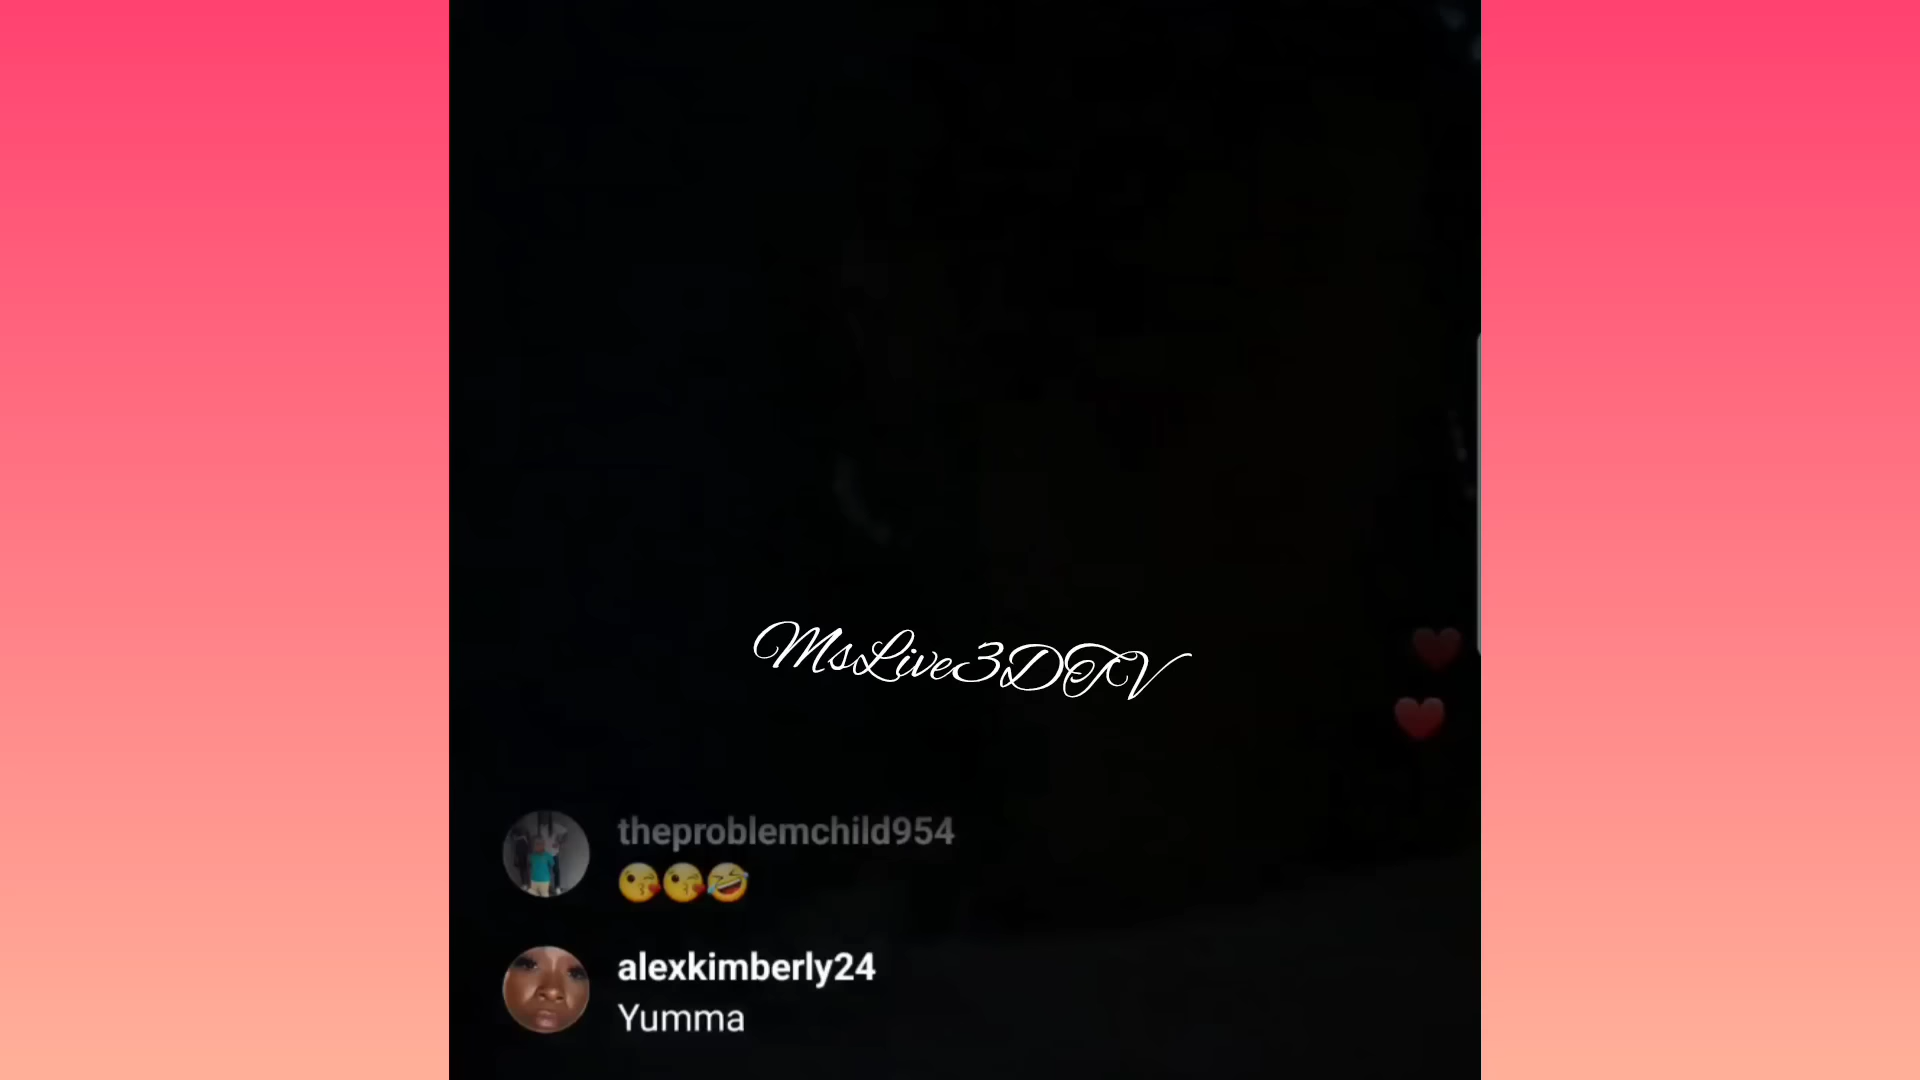 MsLive3DTV
theproblemchild954
😘😘🤣
alexkimberly24
Yumma